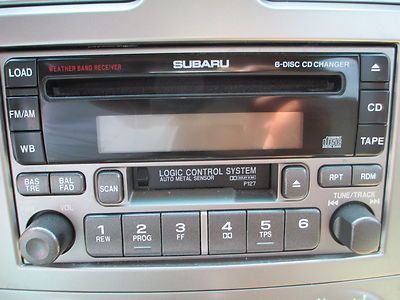 LOAD
WEATHER BAND RECEIVER
SUBARU
6-DISC CD CHANGER
FM/AM
CD
WB
TAPE
BAS
TRE
BAL
FAD
SCAN
LOGIC CONTROL SYSTEM
AUTO METAL SENSOR
P127
RPT
RDM
VOL
TUNE/TRACK
1
REW
2
PROG
3
FF
4
5
TPS
6